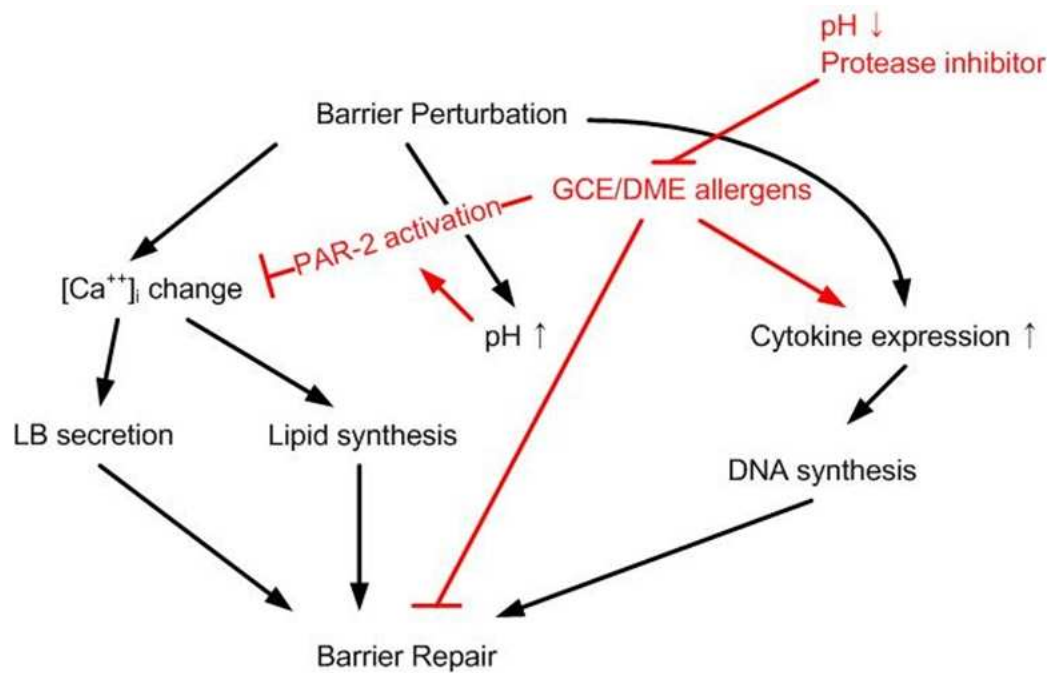 pH ↓
Protease inhibitor
Barrier Perturbation
GCE/DME allergens
PAR-2 activation
[Ca⁺⁺]ᵢ change
pH ↑
Cytokine expression ↑
LB secretion
Lipid synthesis
DNA synthesis
Barrier Repair